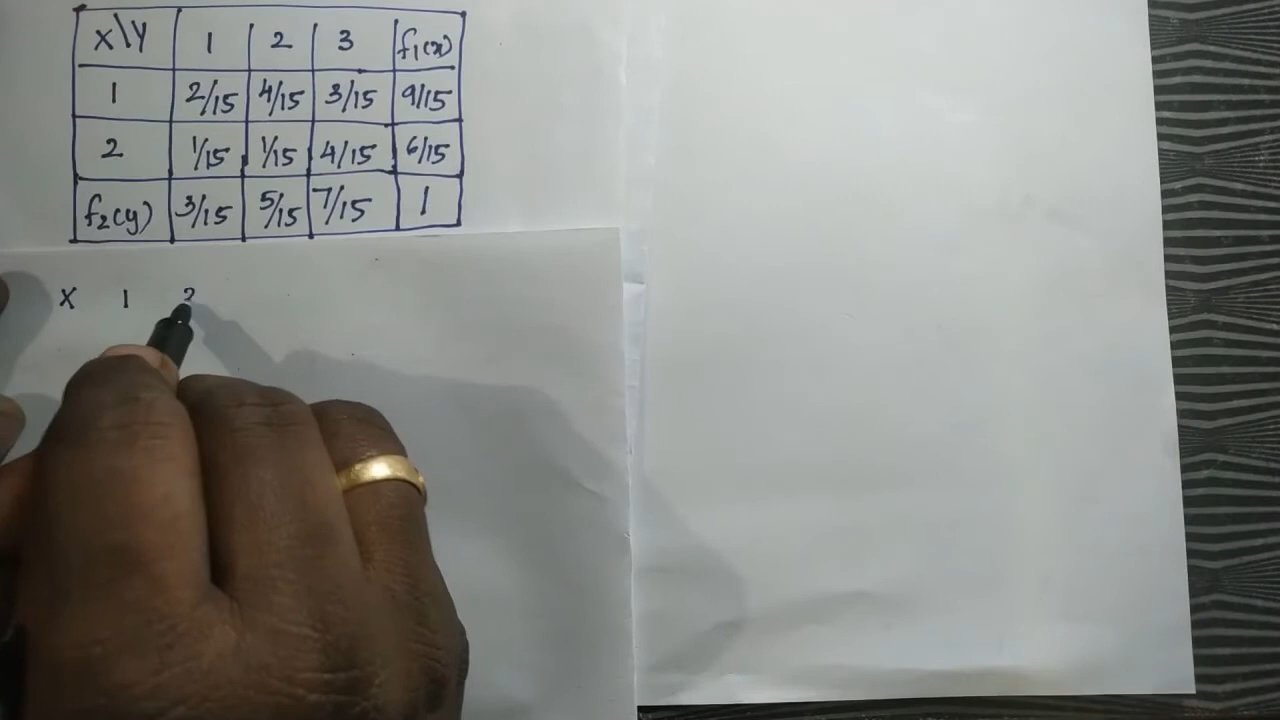 X\Y 1 2 3 f₁(x)
1 2/15 4/15 3/15 9/15
2 1/15 1/15 4/15 6/15
f₂(y) 3/15 5/15 7/15 1
X 1 2